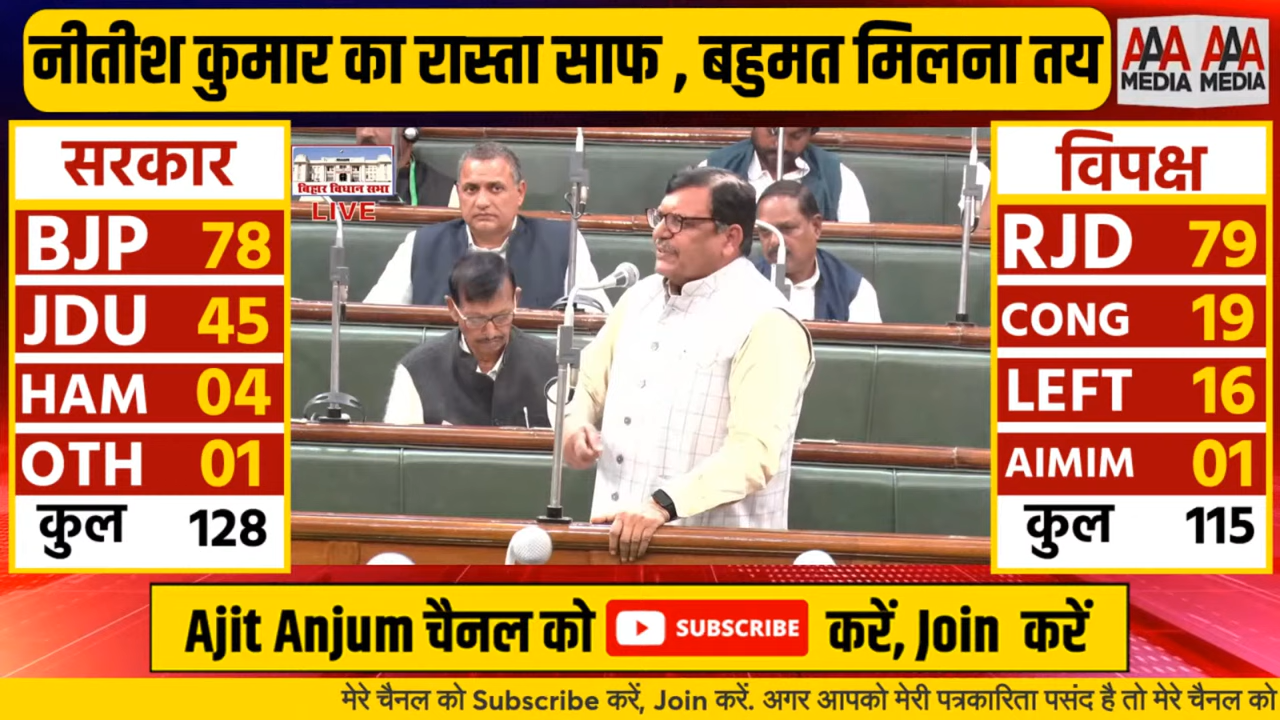 नीतीश कुमार का रास्ता साफ , बहुमत मिलना तय
AAA AAA
MEDIA MEDIA
सरकार
BJP 78
JDU 45
HAM 04
OTH 01
कुल 128
बिहार विधान सभा
LIVE
विपक्ष
RJD 79
CONG 19
LEFT 16
AIMIM 01
कुल 115
Ajit Anjum चैनल को SUBSCRIBE करें, Join करें
मेरे चैनल को Subscribe करें, Join करें. अगर आपको मेरी पत्रकारिता पसंद है तो मेरे चैनल को